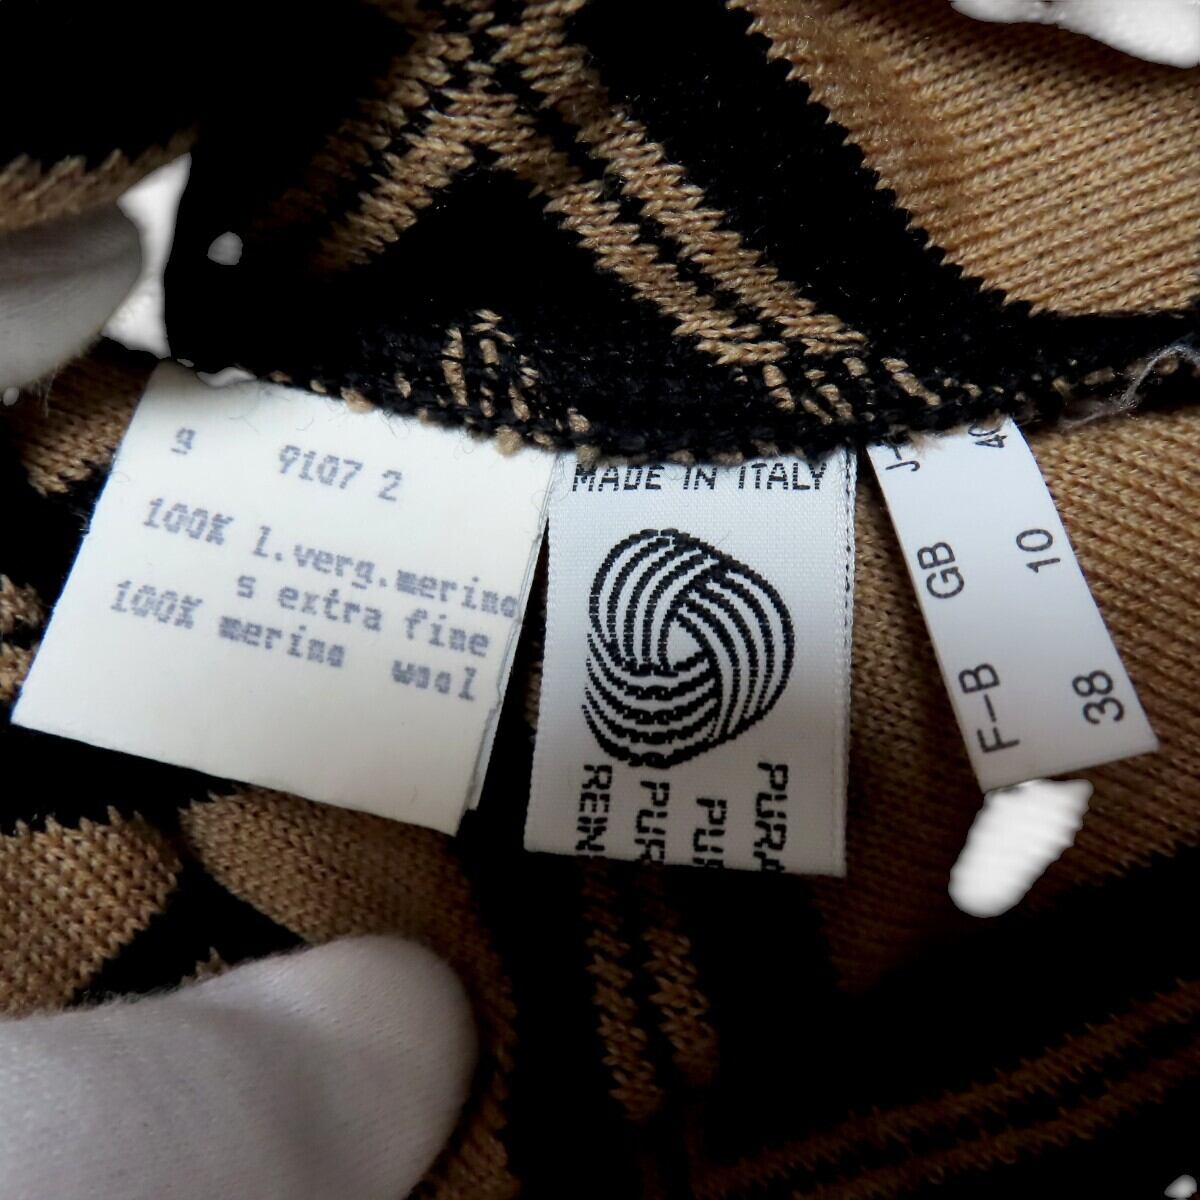 s 9107 2
100% l.verg.merino
s extra fine
100% merino wool
MADE IN ITALY
PURA
PU
PUR
REIN
J-
GB 10
F-B 38